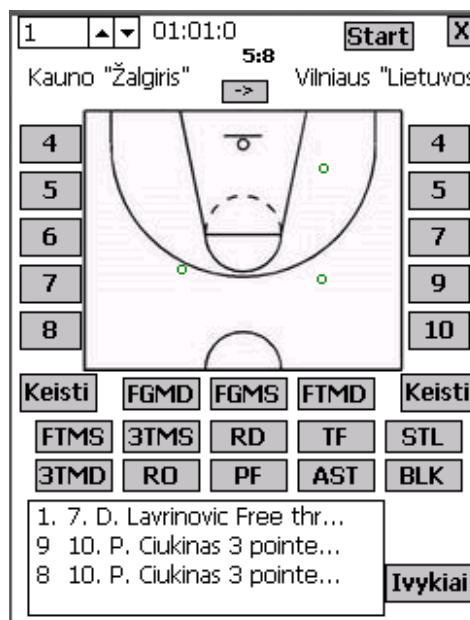 1 01:01:0 Start X
5:8
Kauno "Žalgiris" -> Vilniaus "Lietuvos
4 4
5 5
6 7
7 9
8 10
Keisti FGMD FGMS FTMD Keisti
FTMS 3TMS RD TF STL
3TMD RO PF AST BLK
1. 7. D. Lavrinovic Free thr...
9 10. P. Ciukinas 3 pointe...
8 10. P. Ciukinas 3 pointe...
Ivykiai